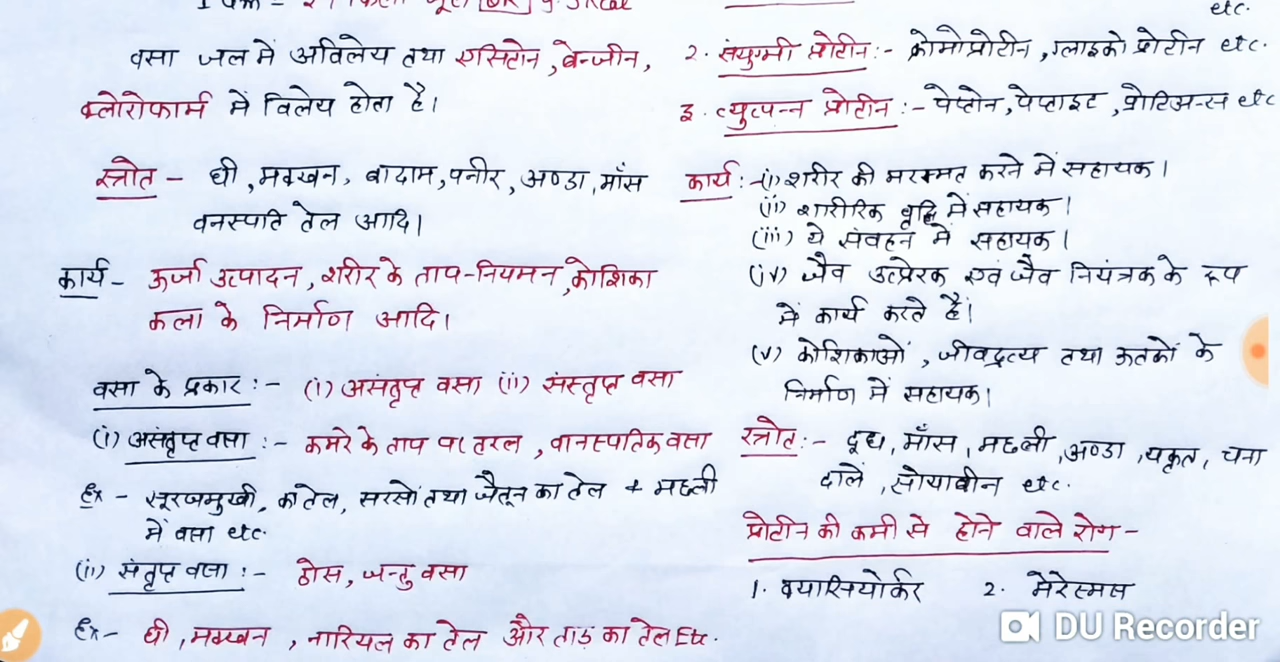 वसा जल में अविलेय तथा एसिटोन, बेन्जीन,
क्लोरोफार्म में विलेय होता है।
स्त्रोत - घी, मक्खन, बादाम, पनीर, अण्डा, माँस
वनस्पति तेल आदि।
कार्य - ऊर्जा उत्पादन, शरीर के ताप-नियमन, कोशिका
कला के निर्माण आदि।
वसा के प्रकार :- (i) असंतृप्त वसा (ii) संस्तृप्त वसा
(i) असंतृप्त वसा :- कमरे के ताप पर तरल, वानस्पतिक वसा
Ex - सूरजमुखी, का तेल, सरसों तथा जैतून का तेल + मछली
में वसा etc.
(ii) संतृप्त वसा :- ठोस, जन्तु वसा
Ex - घी, मक्खन, नारियल का तेल और ताड़ का तेल Etc.
etc.
2. संयुग्मी प्रोटीन :- क्रोमोप्रोटीन, ग्लाइको प्रोटीन etc.
3. व्युत्पन्न प्रोटीन :- पेप्टोन, पेप्टाइट, प्रोटिअन्स etc
कार्य :- (i) शरीर की मरम्मत करने में सहायक।
(ii) शारीरिक वृद्धि में सहायक।
(iii) ये संवहन में सहायक।
(iv) जैव उत्प्रेरक एवं जैव नियंत्रक के रूप
में कार्य करते हैं।
(v) कोशिकाओं, जीवद्रव्य तथा ऊतकों के
निर्माण में सहायक।
स्त्रोत :- दूध, माँस, मछली, अण्डा, यकृत, चना
दालें, सोयाबीन etc.
प्रोटीन की कमी से होने वाले रोग -
1. क्यासियोर्कर 2. मेरेस्मस
DU Recorder